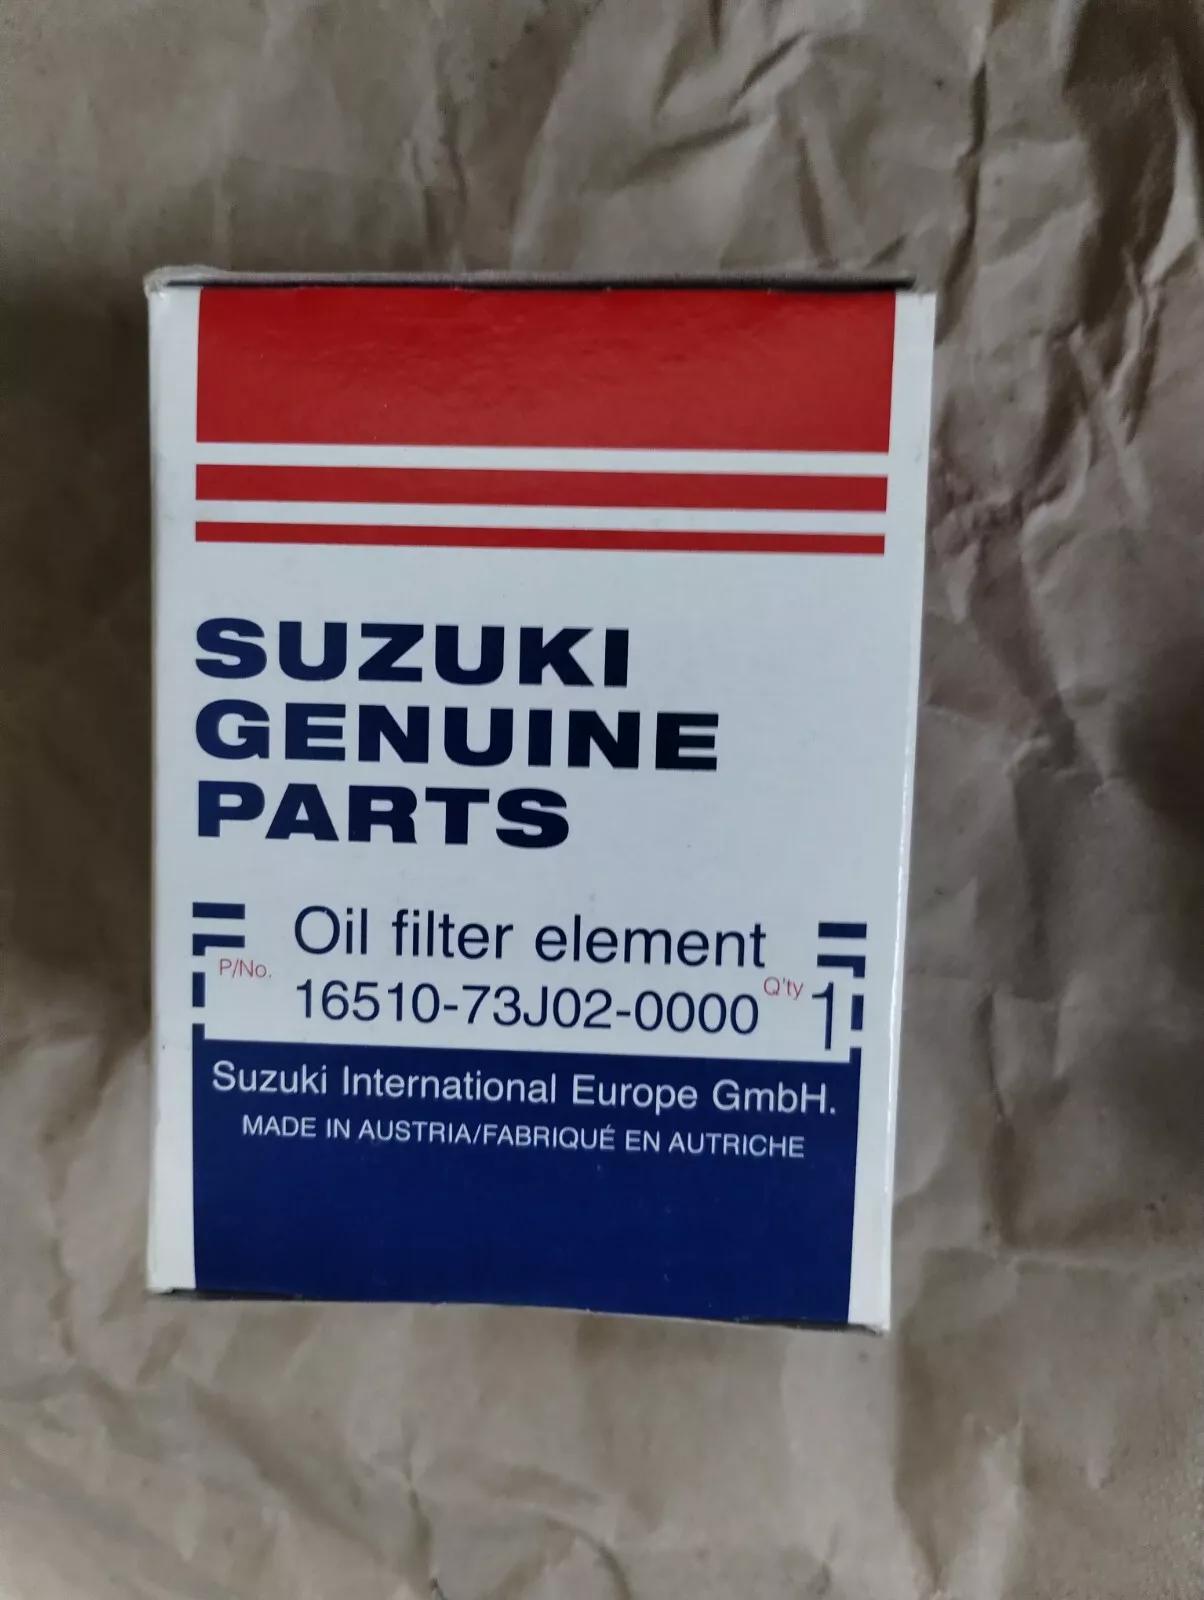 SUZUKI
GENUINE
PARTS
Oil filter element
P/No. 16510-73J02-0000 Q'ty 1
Suzuki International Europe GmbH.
MADE IN AUSTRIA/FABRIQUÉ EN AUTRICHE